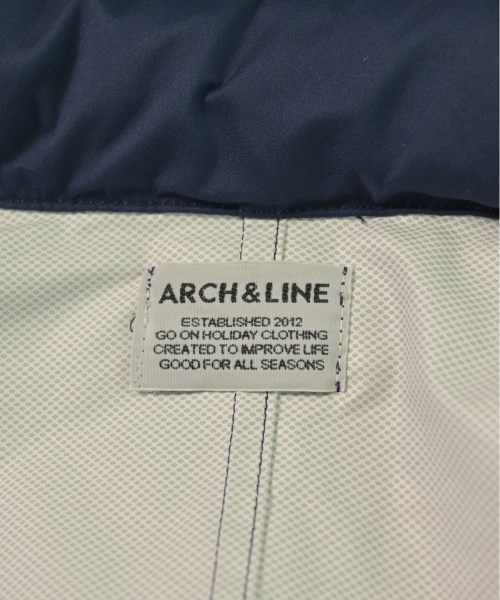 ARCH&LINE
ESTABLISHED 2012
GO ON HOLIDAY CLOTHING
CREATED TO IMPROVE LIFE
GOOD FOR ALL SEASONS